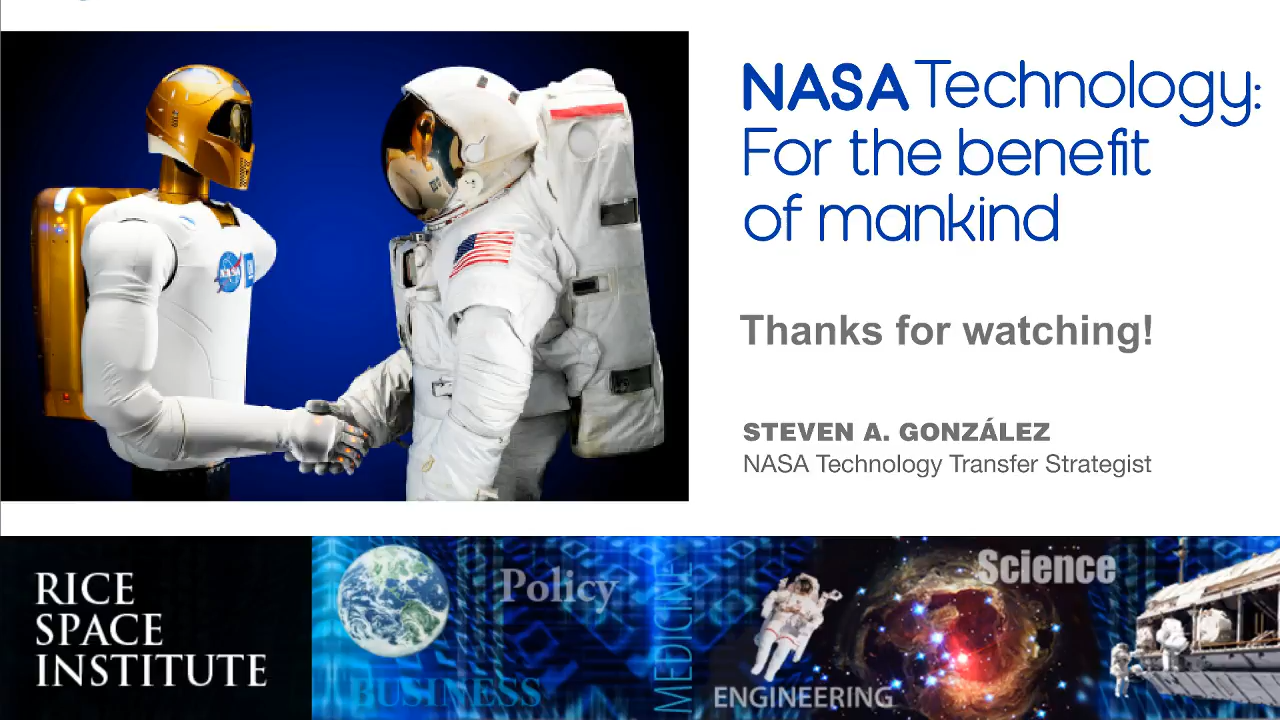 NASA Technology:
For the benefit
of mankind
Thanks for watching!
STEVEN A. GONZÁLEZ
NASA Technology Transfer Strategist
RICE
SPACE
INSTITUTE
BUSINESS
Policy
MEDICINE
ENGINEERING
Science